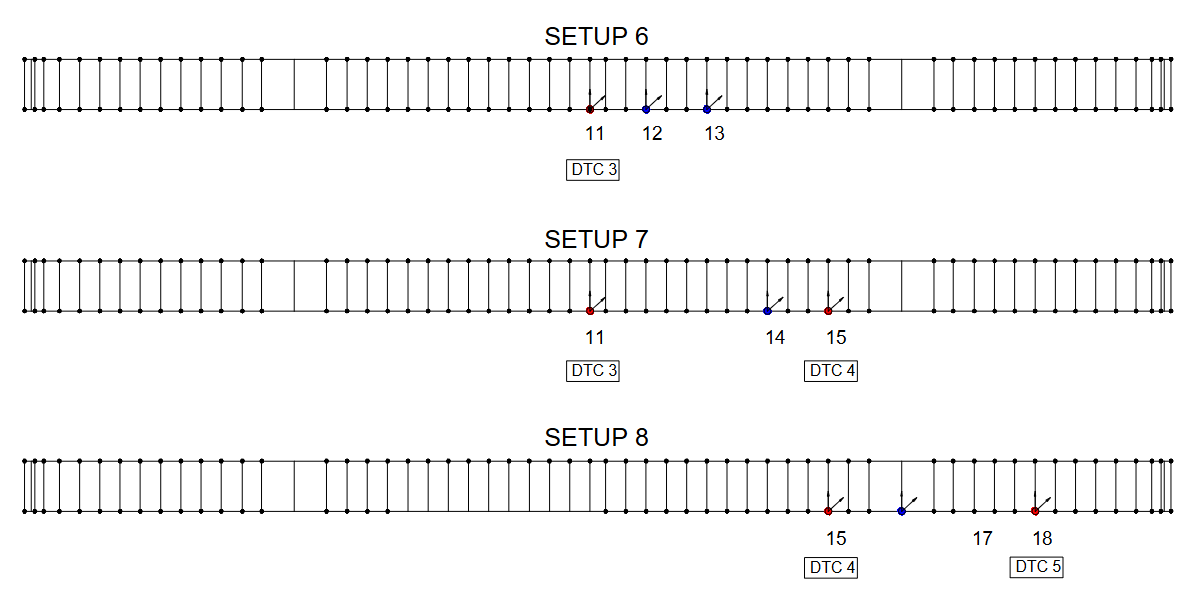 SETUP 6
11 12 13
DTC 3
SETUP 7
11 14 15
DTC 3 DTC 4
SETUP 8
15 17 18
DTC 4 DTC 5